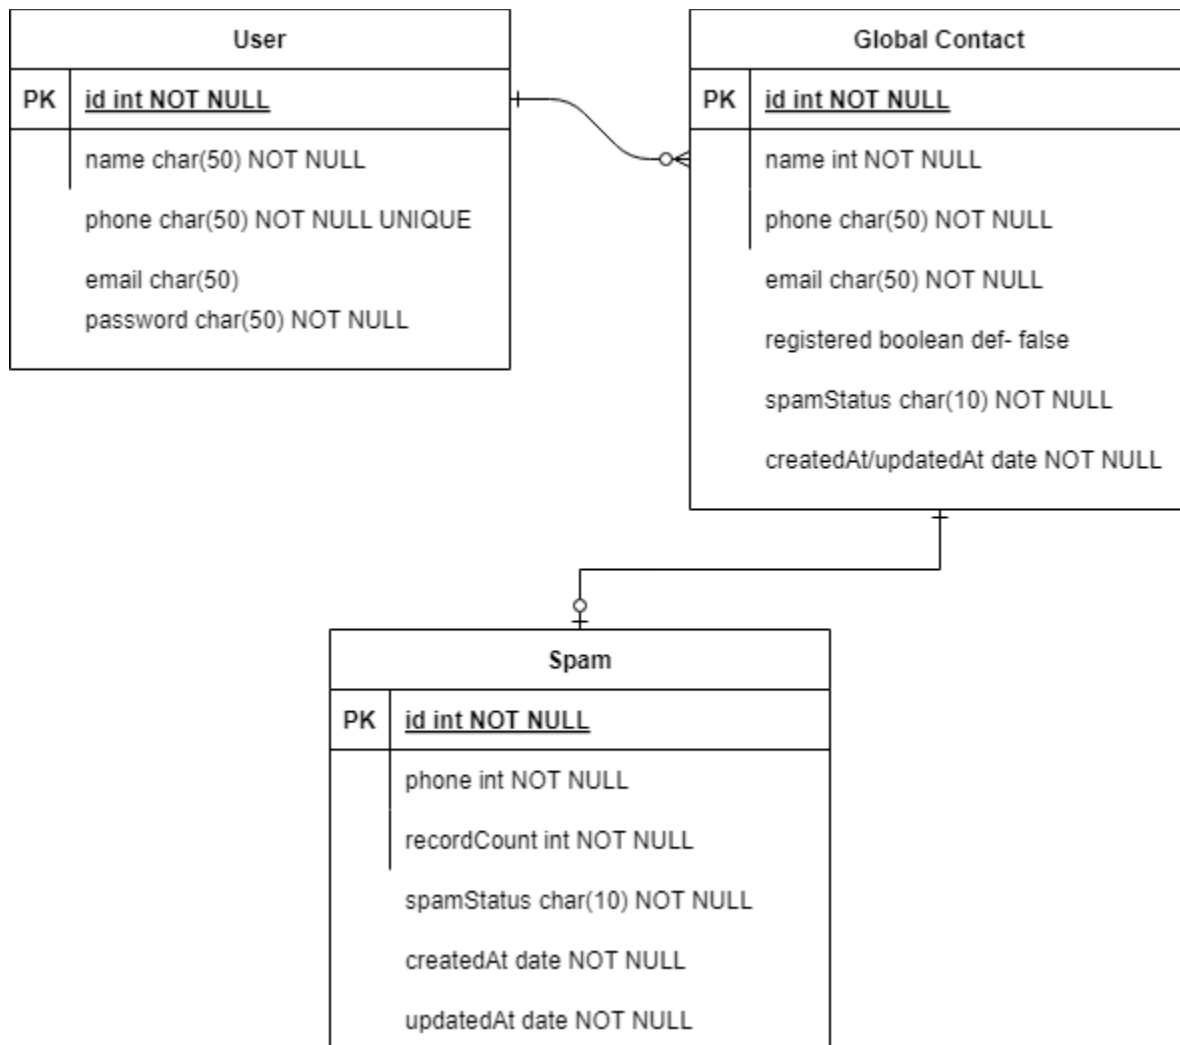 User
PK id int NOT NULL
name char(50) NOT NULL
phone char(50) NOT NULL UNIQUE
email char(50)
password char(50) NOT NULL
Global Contact
PK id int NOT NULL
name int NOT NULL
phone char(50) NOT NULL
email char(50) NOT NULL
registered boolean def- false
spamStatus char(10) NOT NULL
createdAt/updatedAt date NOT NULL
Spam
PK id int NOT NULL
phone int NOT NULL
recordCount int NOT NULL
spamStatus char(10) NOT NULL
createdAt date NOT NULL
updatedAt date NOT NULL